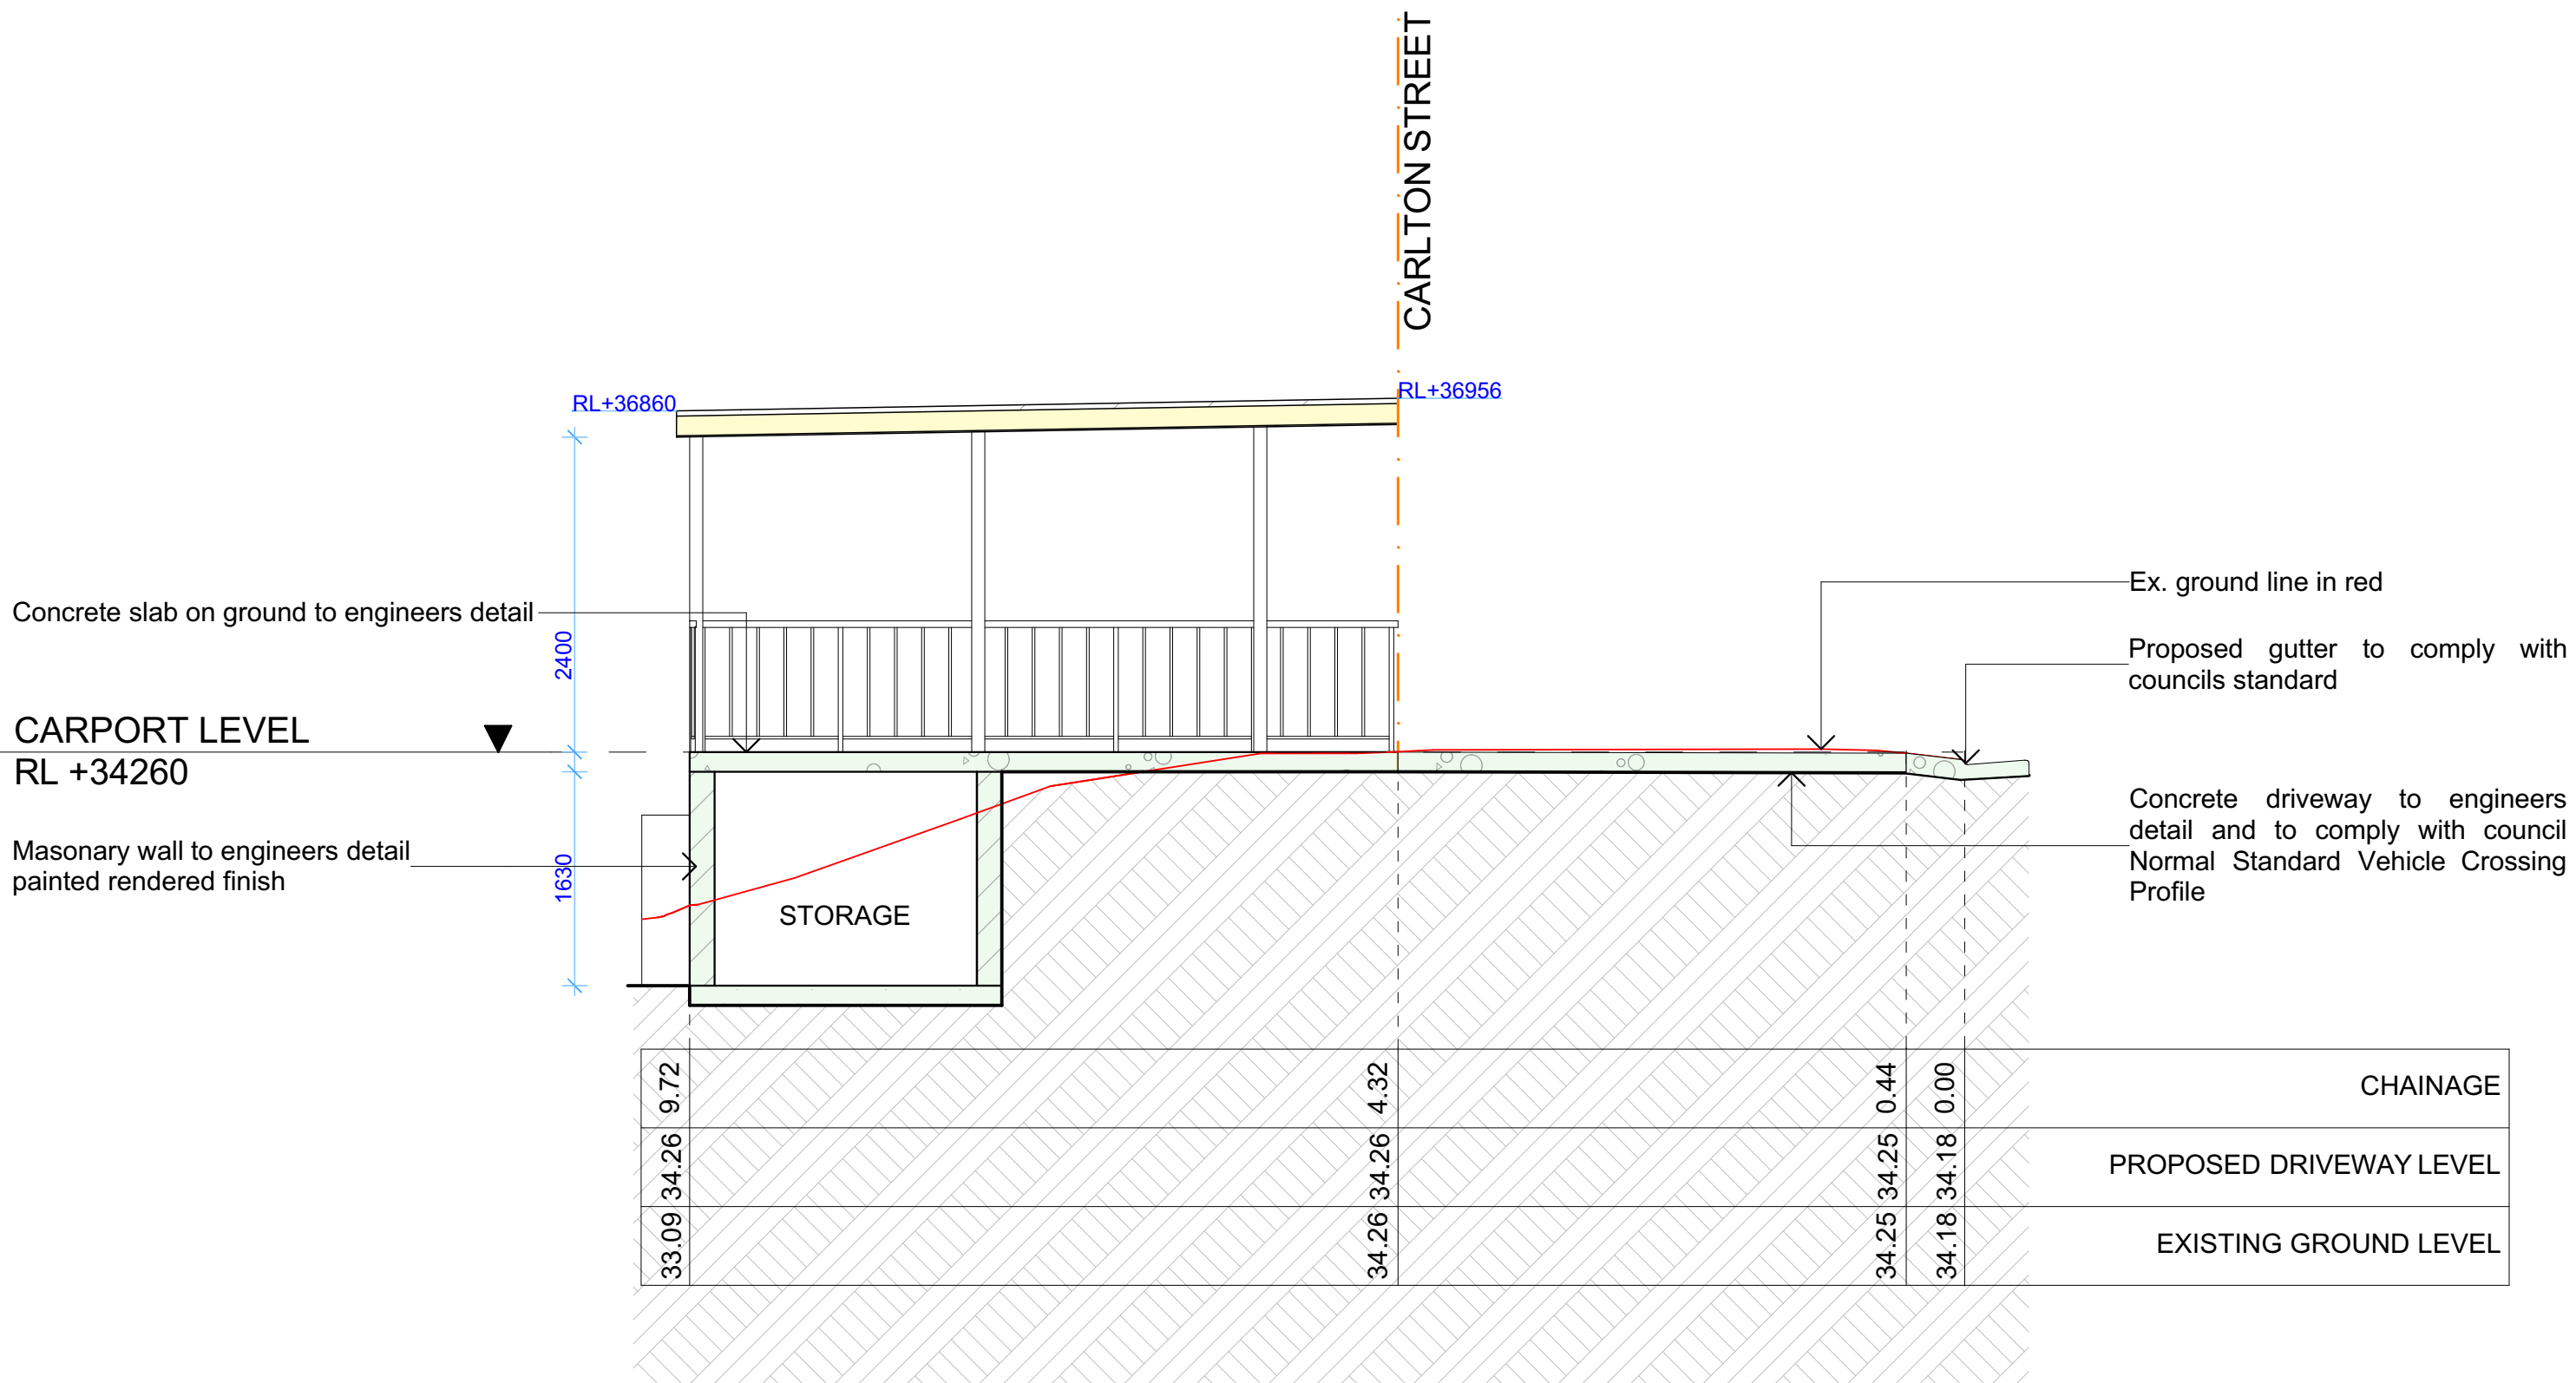 CARLTON STREET
RL+36860
RL+36956
Concrete slab on ground to engineers detail
2400
CARPORT LEVEL
RL +34260
Masonary wall to engineers detail
painted rendered finish
1630
STORAGE
Ex. ground line in red
Proposed gutter to comply with
councils standard
Concrete driveway to engineers
detail and to comply with council
Normal Standard Vehicle Crossing
Profile
9.72 4.32 0.44 0.00 CHAINAGE
34.26 34.26 34.25 34.18 PROPOSED DRIVEWAY LEVEL
33.09 34.26 34.25 34.18 EXISTING GROUND LEVEL